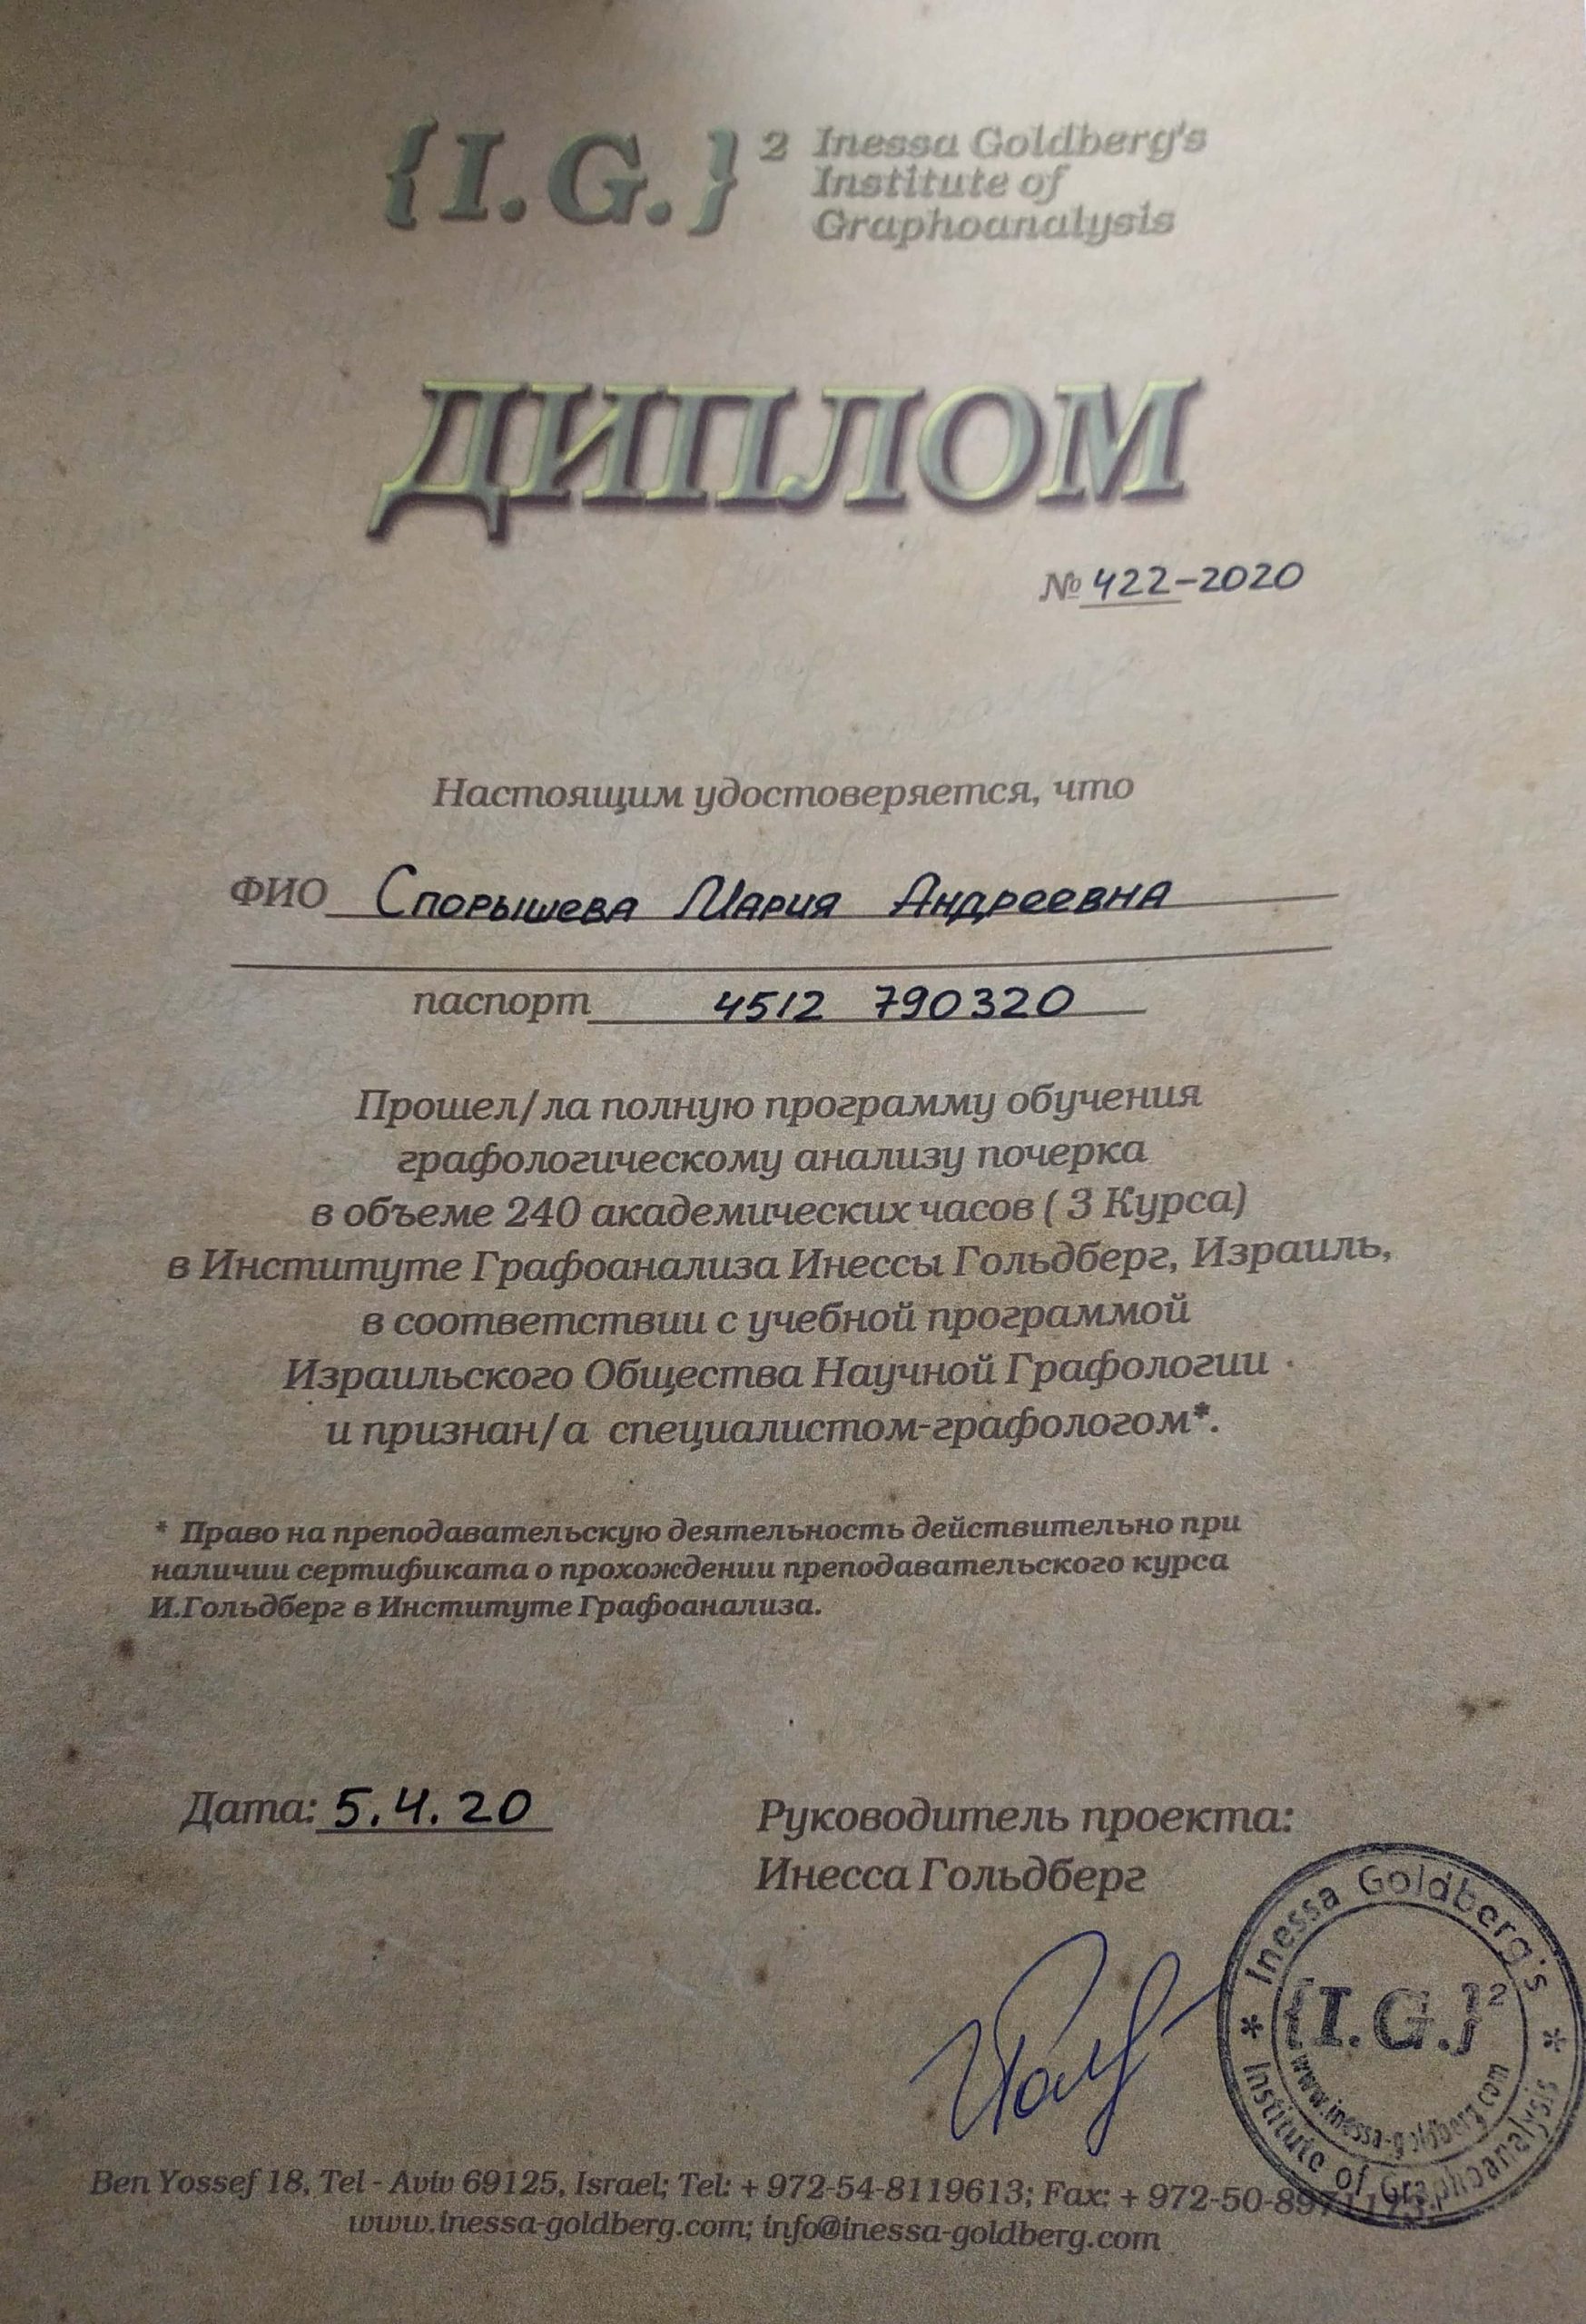 {I.G.}² Inessa Goldberg's
Institute of
Graphoanalysis
ДИПЛОМ
№ 422-2020
Настоящим удостоверяется, что
ФИО Спорышева Мария Андреевна
паспорт 4512 790320
Прошел/ла полную программу обучения
графологическому анализу почерка
в объеме 240 академических часов ( 3 Курса)
в Институте Графоанализа Инессы Гольдберг, Израиль,
в соответствии с учебной программой
Израильского Общества Научной Графологии
и признан/а специалистом-графологом*.
* Право на преподавательскую деятельность действительно при
наличии сертификата о прохождении преподавательского курса
И.Гольдберг в Институте Графоанализа.
Дата: 5.4.20
Руководитель проекта:
Инесса Гольдберг
Inessa Goldberg's
{I.G.}²
www.inessa-goldberg.com
Institute of Graphoanalysis
Ben Yossef 18, Tel - Aviv 69125, Israel; Tel: + 972-54-8119613; Fax: + 972-50-
www.inessa-goldberg.com; info@inessa-goldberg.com